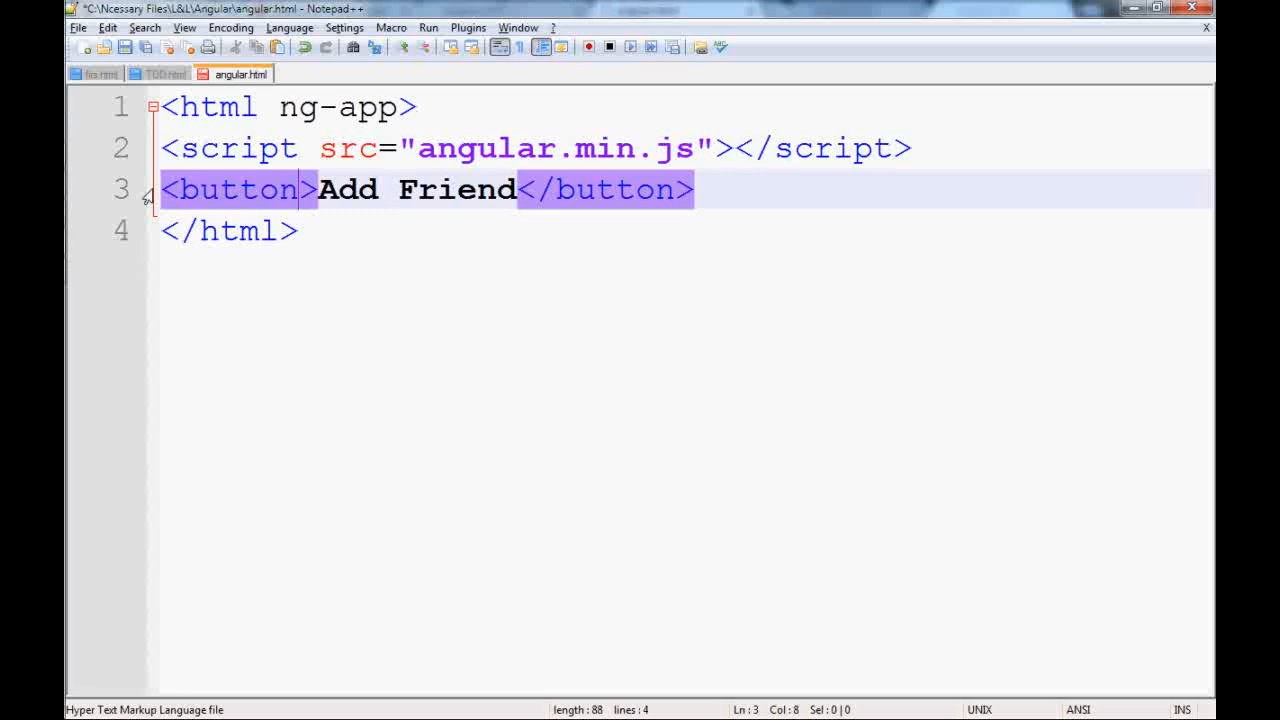 *C:\Ncessary Files\L&L\Angular\angular.html - Notepad++
File Edit Search View Encoding Language Settings Macro Run Plugins Window ? X
TOD.html angular.html
1 <html ng-app>
2 <script src="angular.min.js"></script>
3 <button>Add Friend</button>
4 </html>
Hyper Text Markup Language file length : 88 lines : 4 Ln : 3 Col : 8 Sel : 0 | 0 UNIX ANSI INS